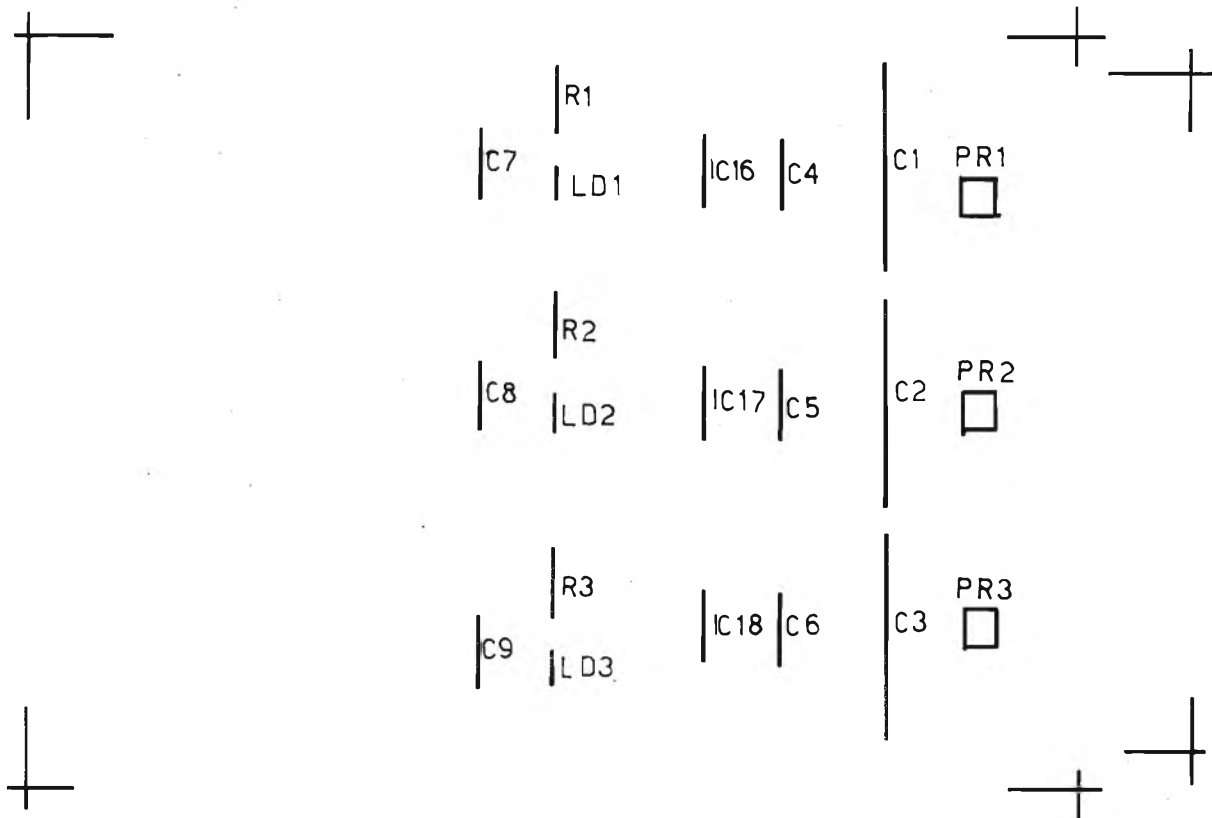 R1
C7 LD1 IC16 C4 C1 PR1
R2
C8 LD2 IC17 C5 C2 PR2
R3
C9 LD3 IC18 C6 C3 PR3